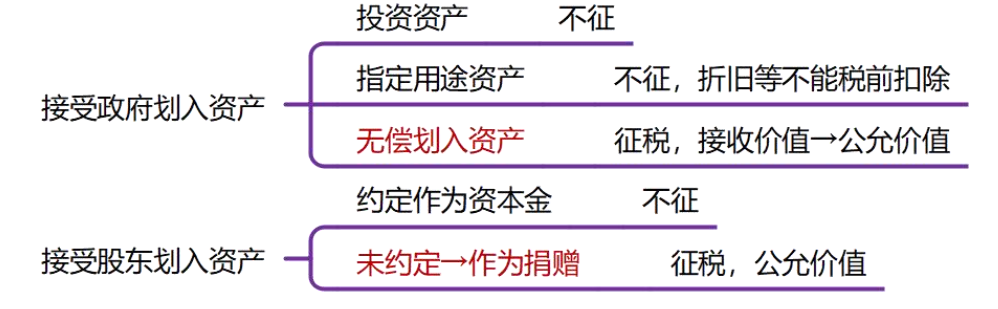 投资资产 不征
指定用途资产 不征，折旧等不能税前扣除
接受政府划入资产
无偿划入资产 征税，接收价值→公允价值
约定作为资本金 不征
接受股东划入资产
未约定→作为捐赠 征税，公允价值